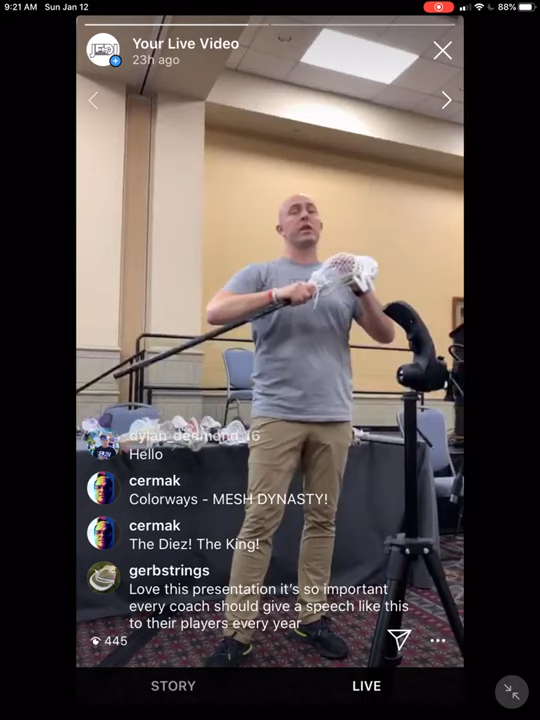 9:21 AM Sun Jan 12
88%
JEDI
Your Live Video
23h ago
dylan_desmond_16
Hello
cermak
Colorways - MESH DYNASTY!
cermak
The Diez! The King!
gerbstrings
Love this presentation it’s so important
every coach should give a speech like this
to their players every year
445
STORY
LIVE